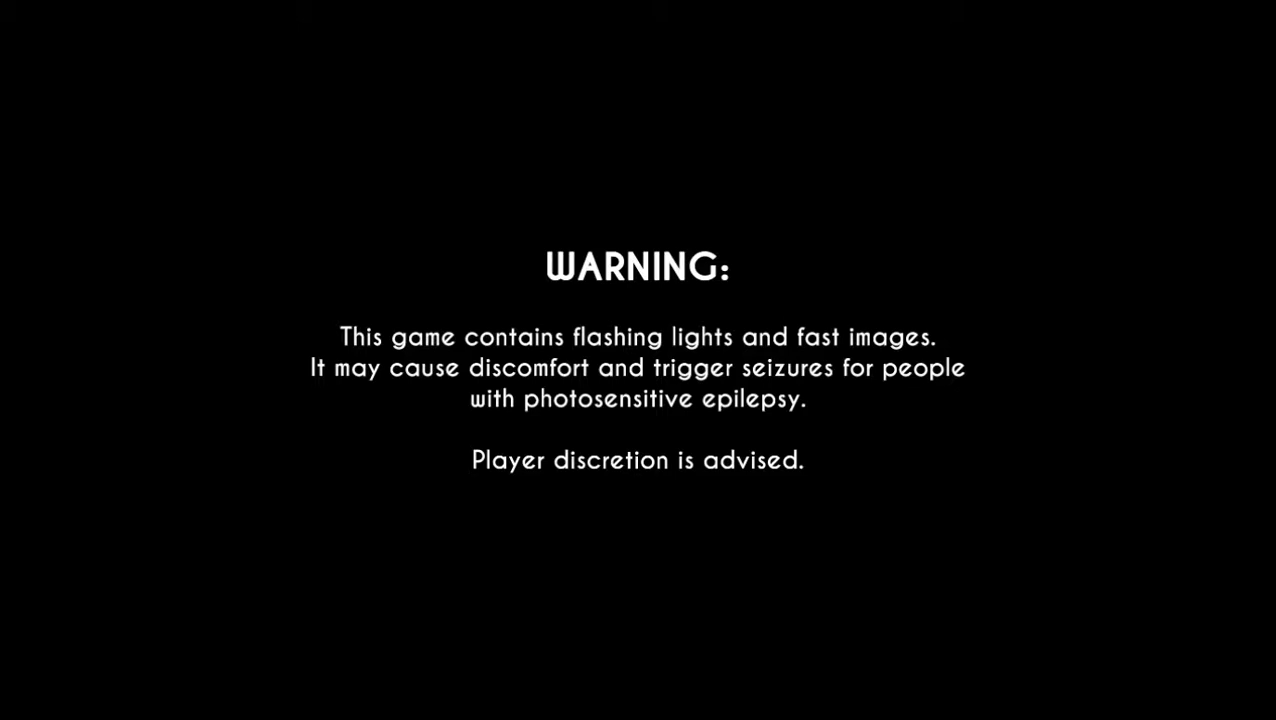 WARNING:
This game contains flashing lights and fast images.
It may cause discomfort and trigger seizures for people
with photosensitive epilepsy.
Player discretion is advised.